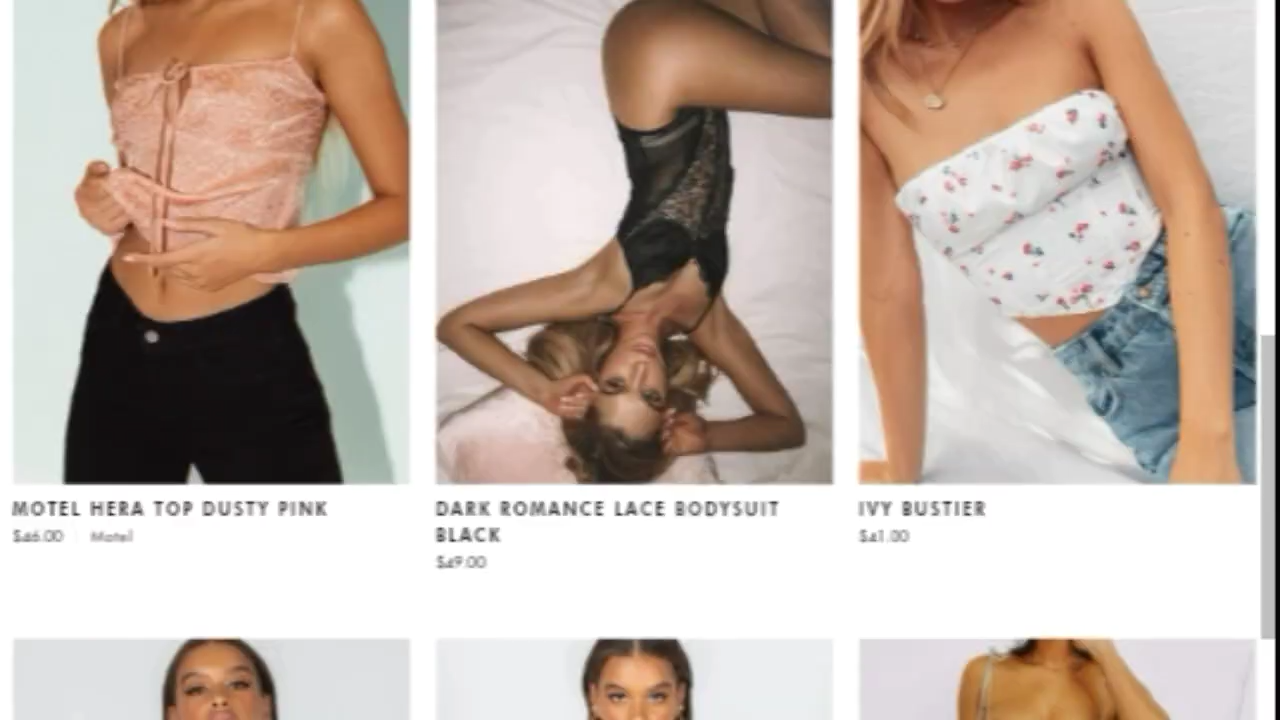 MOTEL HERA TOP DUSTY PINK
$46.00 Motel
DARK ROMANCE LACE BODYSUIT
BLACK
$49.00
IVY BUSTIER
$41.00